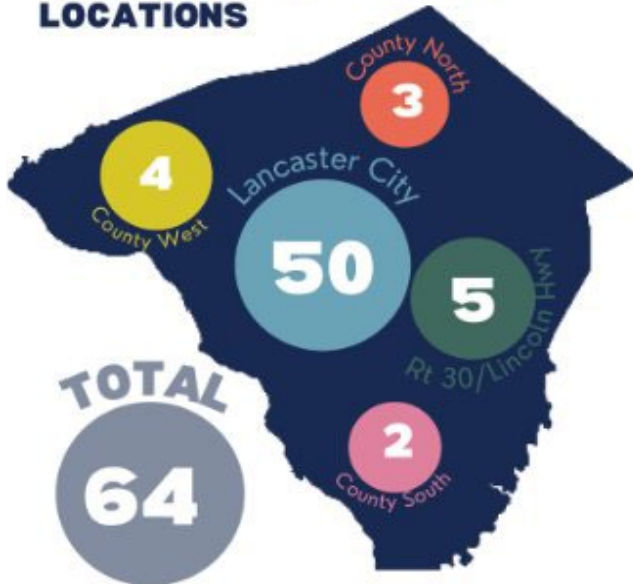 LOCATIONS
County North
3
4
County West
Lancaster City
50
5
Rt 30/Lincoln Hwy
TOTAL
64
2
County South